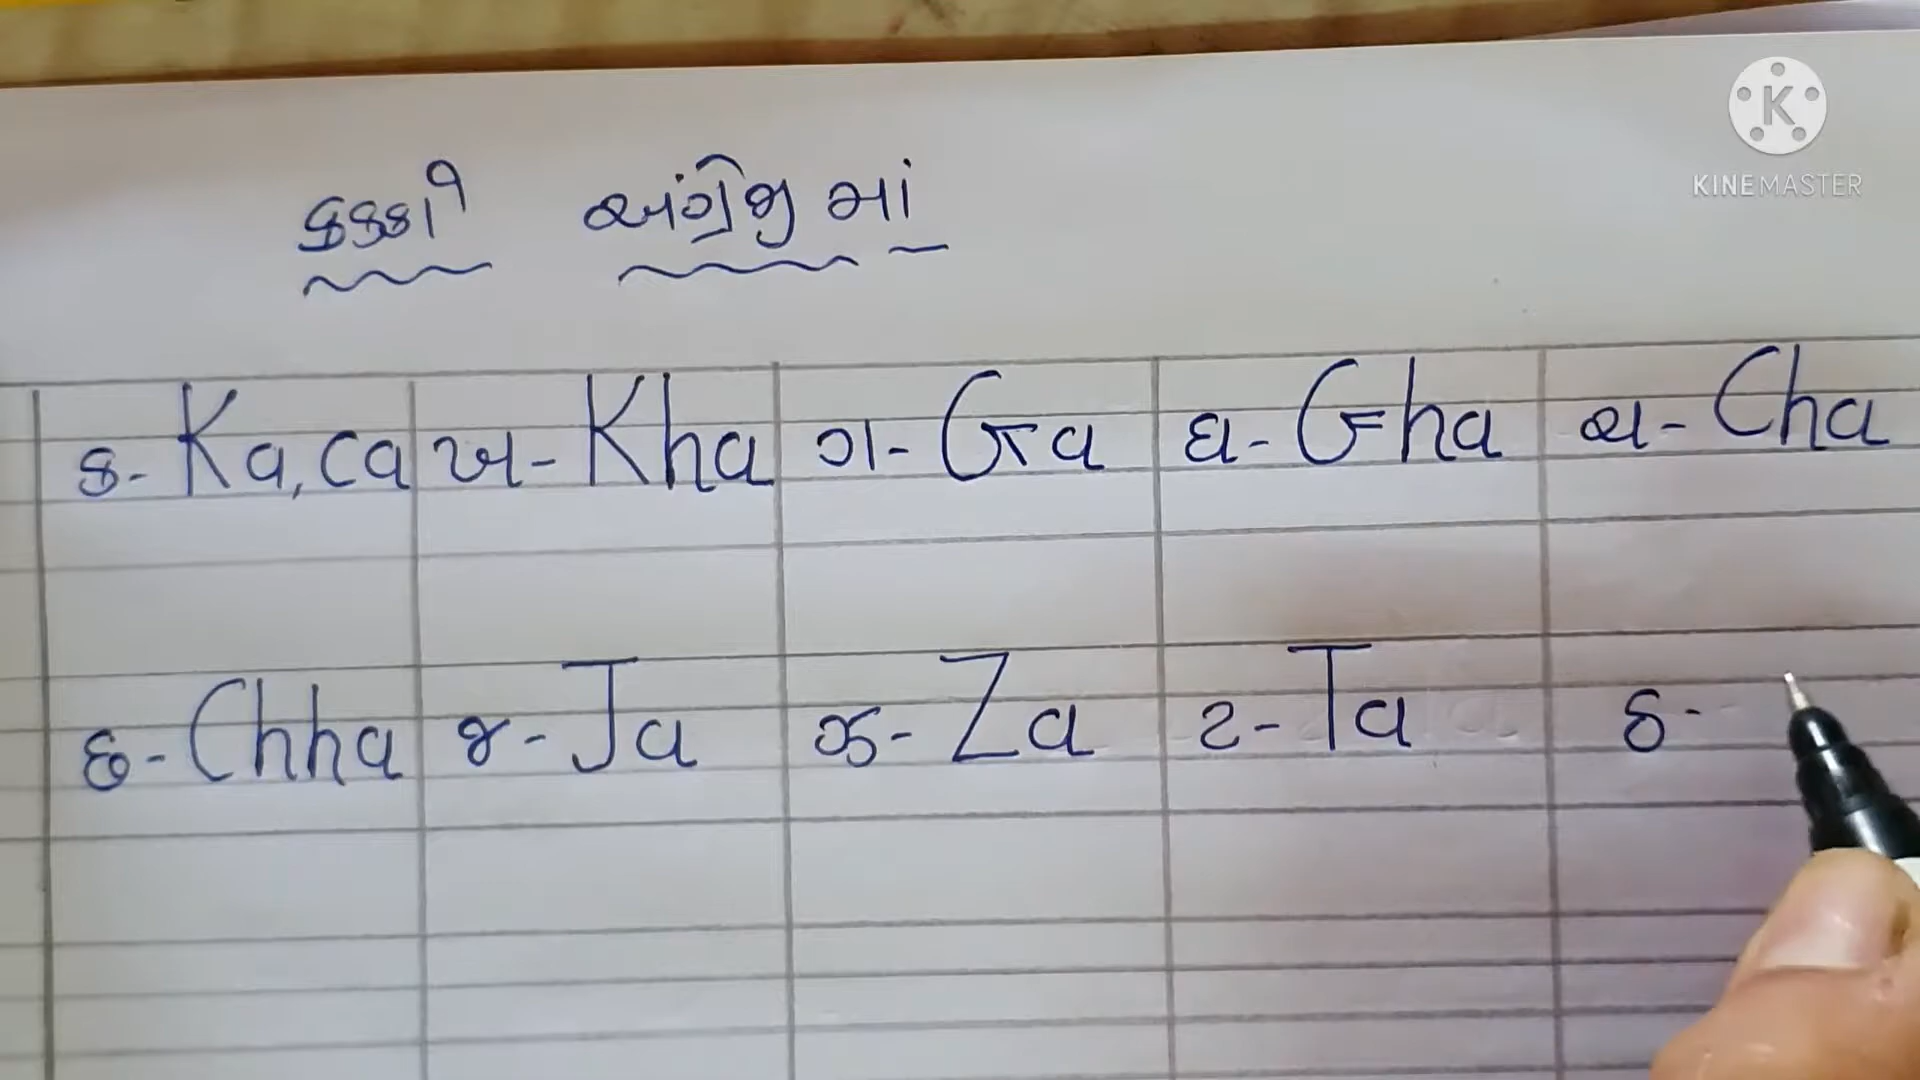 કક્કો અંગ્રેજી માં
K
KINEMASTER
ક- Ka, ca ખ- Kha ગ- Ga ઘ- Gha ચ- Cha
છ- Chha જ- Ja ઝ- Za ટ- Ta ઠ-